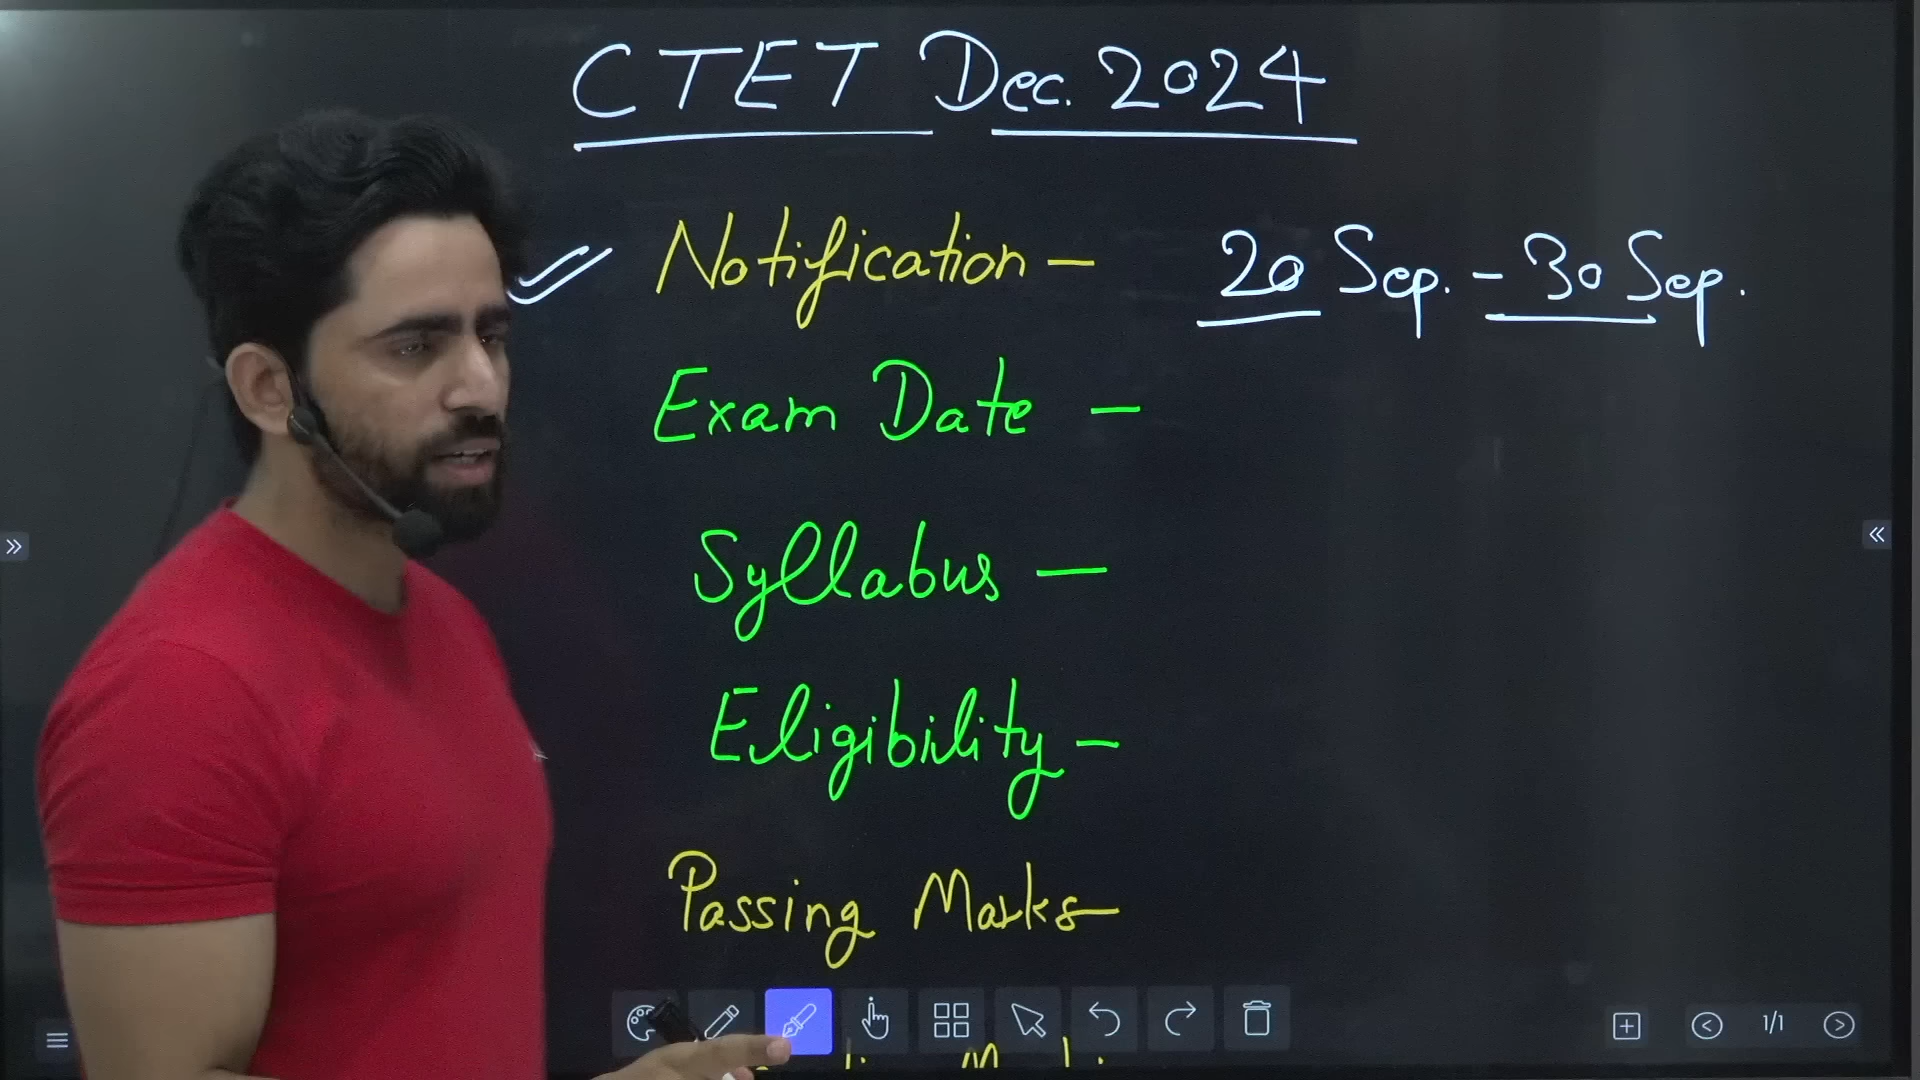 CTET Dec. 2024
Notification - 20 Sep. - 30 Sep.
Exam Date -
Syllabus -
Eligibility -
Passing Marks -
1/1